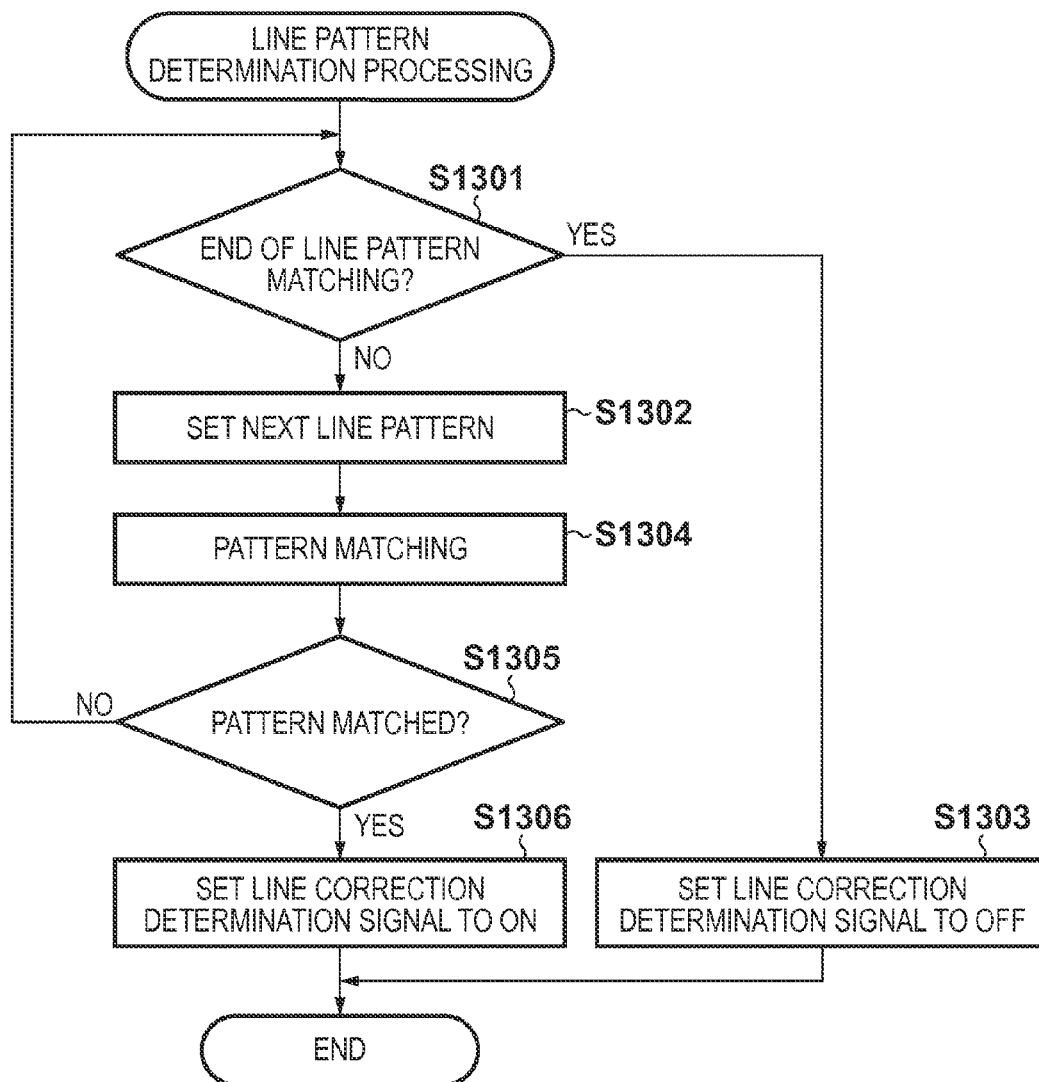 LINE PATTERN
DETERMINATION PROCESSING
S1301
END OF LINE PATTERN
MATCHING?
YES
NO
SET NEXT LINE PATTERN
S1302
PATTERN MATCHING
S1304
S1305
NO
PATTERN MATCHED?
YES
S1306
S1303
SET LINE CORRECTION
DETERMINATION SIGNAL TO ON
SET LINE CORRECTION
DETERMINATION SIGNAL TO OFF
END